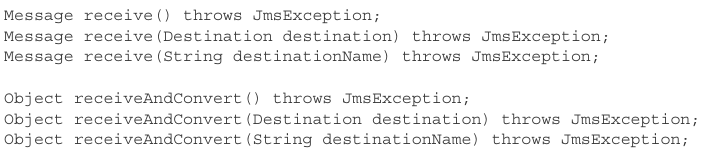 Message receive() throws JmsException;
Message receive(Destination destination) throws JmsException;
Message receive(String destinationName) throws JmsException;
Object receiveAndConvert() throws JmsException;
Object receiveAndConvert(Destination destination) throws JmsException;
Object receiveAndConvert(String destinationName) throws JmsException;